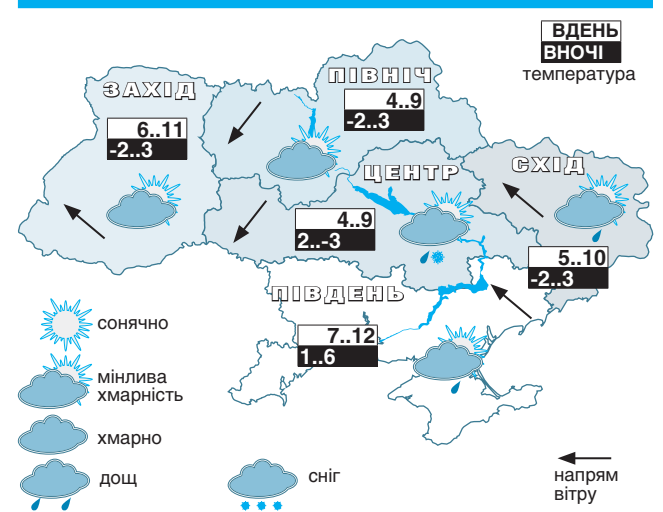 ВДЕНЬ
ВНОЧІ
температура
ПІВНІЧ
4..9
-2..3
ЗАХІД
6..11
-2..3
ЦЕНТР
4..9
2..-3
СХІД
5..10
-2..3
ПІВДЕНЬ
7..12
1..6
сонячно
мінлива
хмарність
хмарно
дощ
сніг
напрям
вітру